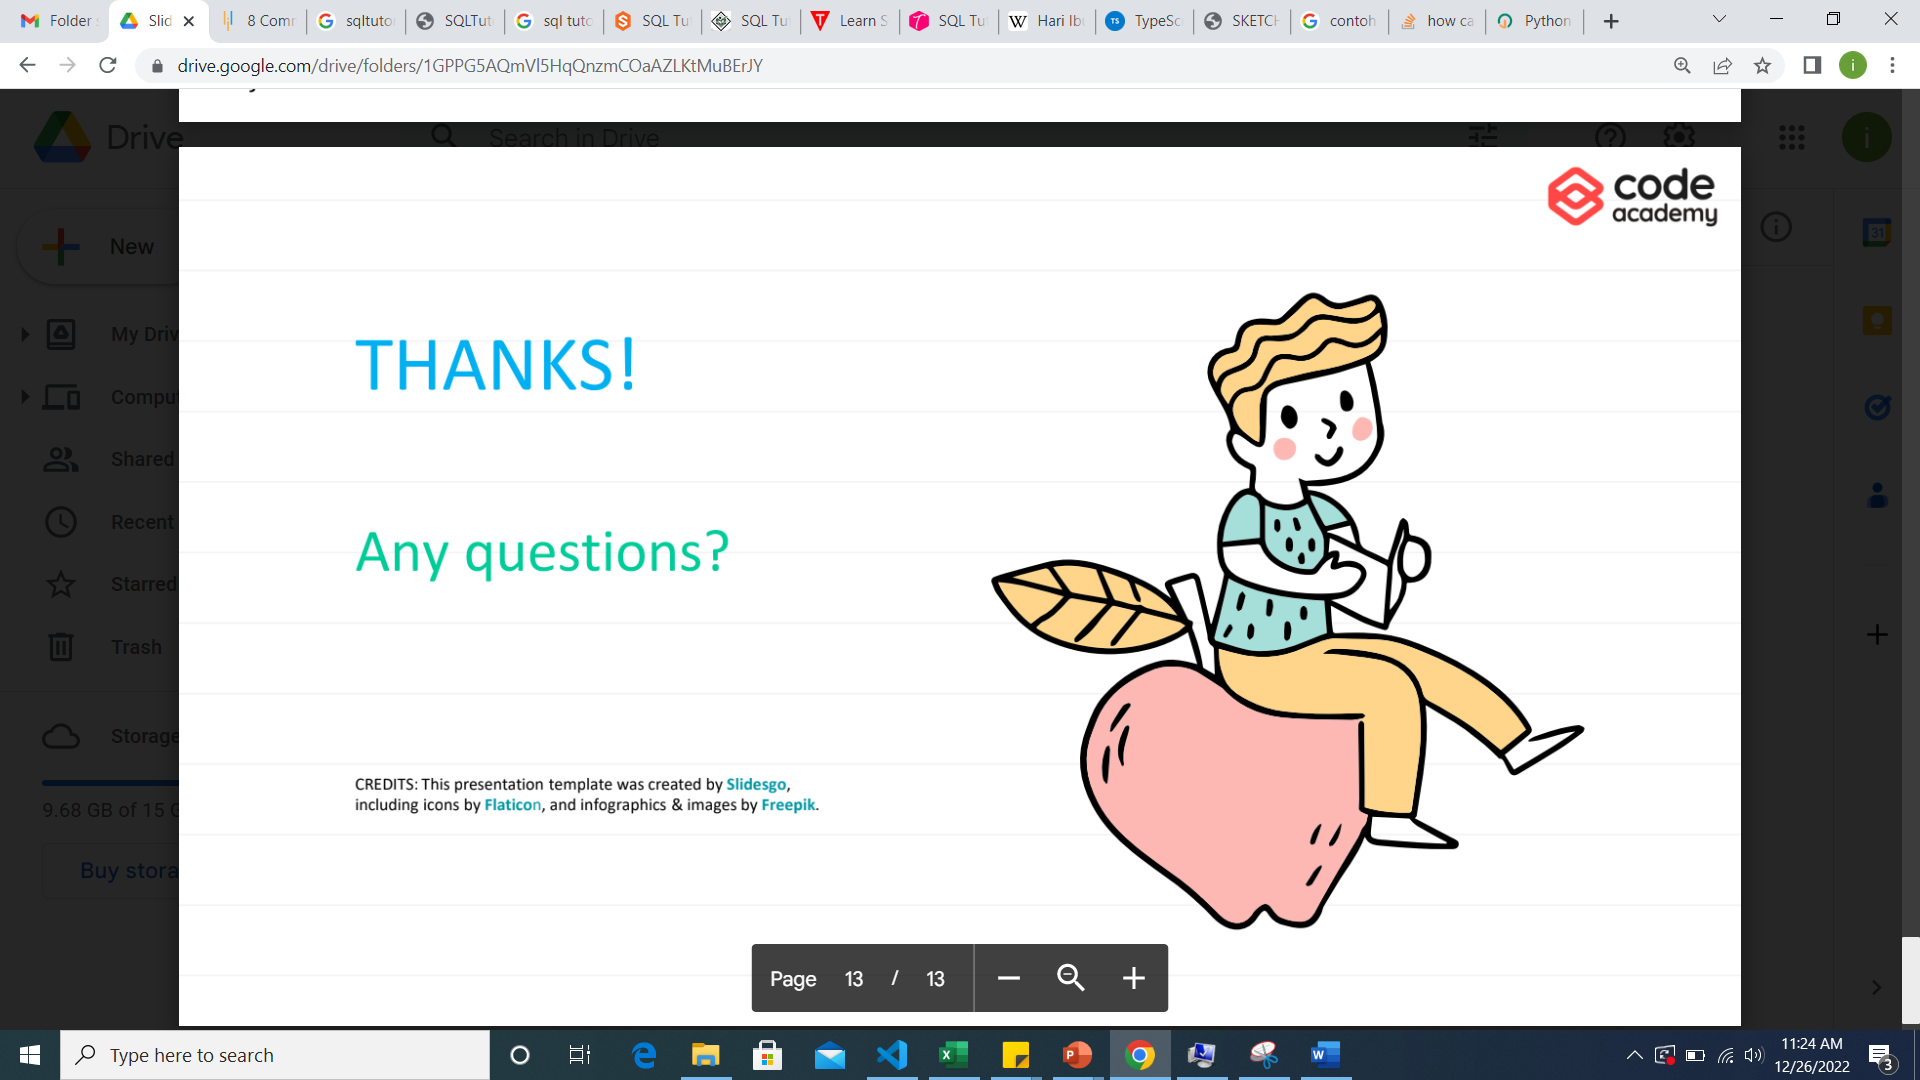 Folder
Slid
8 Comr
sqltuto
SQLTut
sql tuto
SQL Tu
SQL Tu
Learn S
SQL Tu
Hari Ib
TypeSc
SKETCH
contoh
how ca
Python
drive.google.com/drive/folders/1GPPG5AQmVl5HqQnzmCOaAZLKtMuBErJY
i
Drive
Search in Drive
i
code
academy
New
31
THANKS!
My Driv
Compu
Shared
Recent
Any questions?
Starred
Trash
Storage
CREDITS: This presentation template was created by Slidesgo,
including icons by Flaticon, and infographics & images by Freepik.
9.68 GB of 15 G
Buy stora
Page 13 / 13
Type here to search
11:24 AM
12/26/2022
3